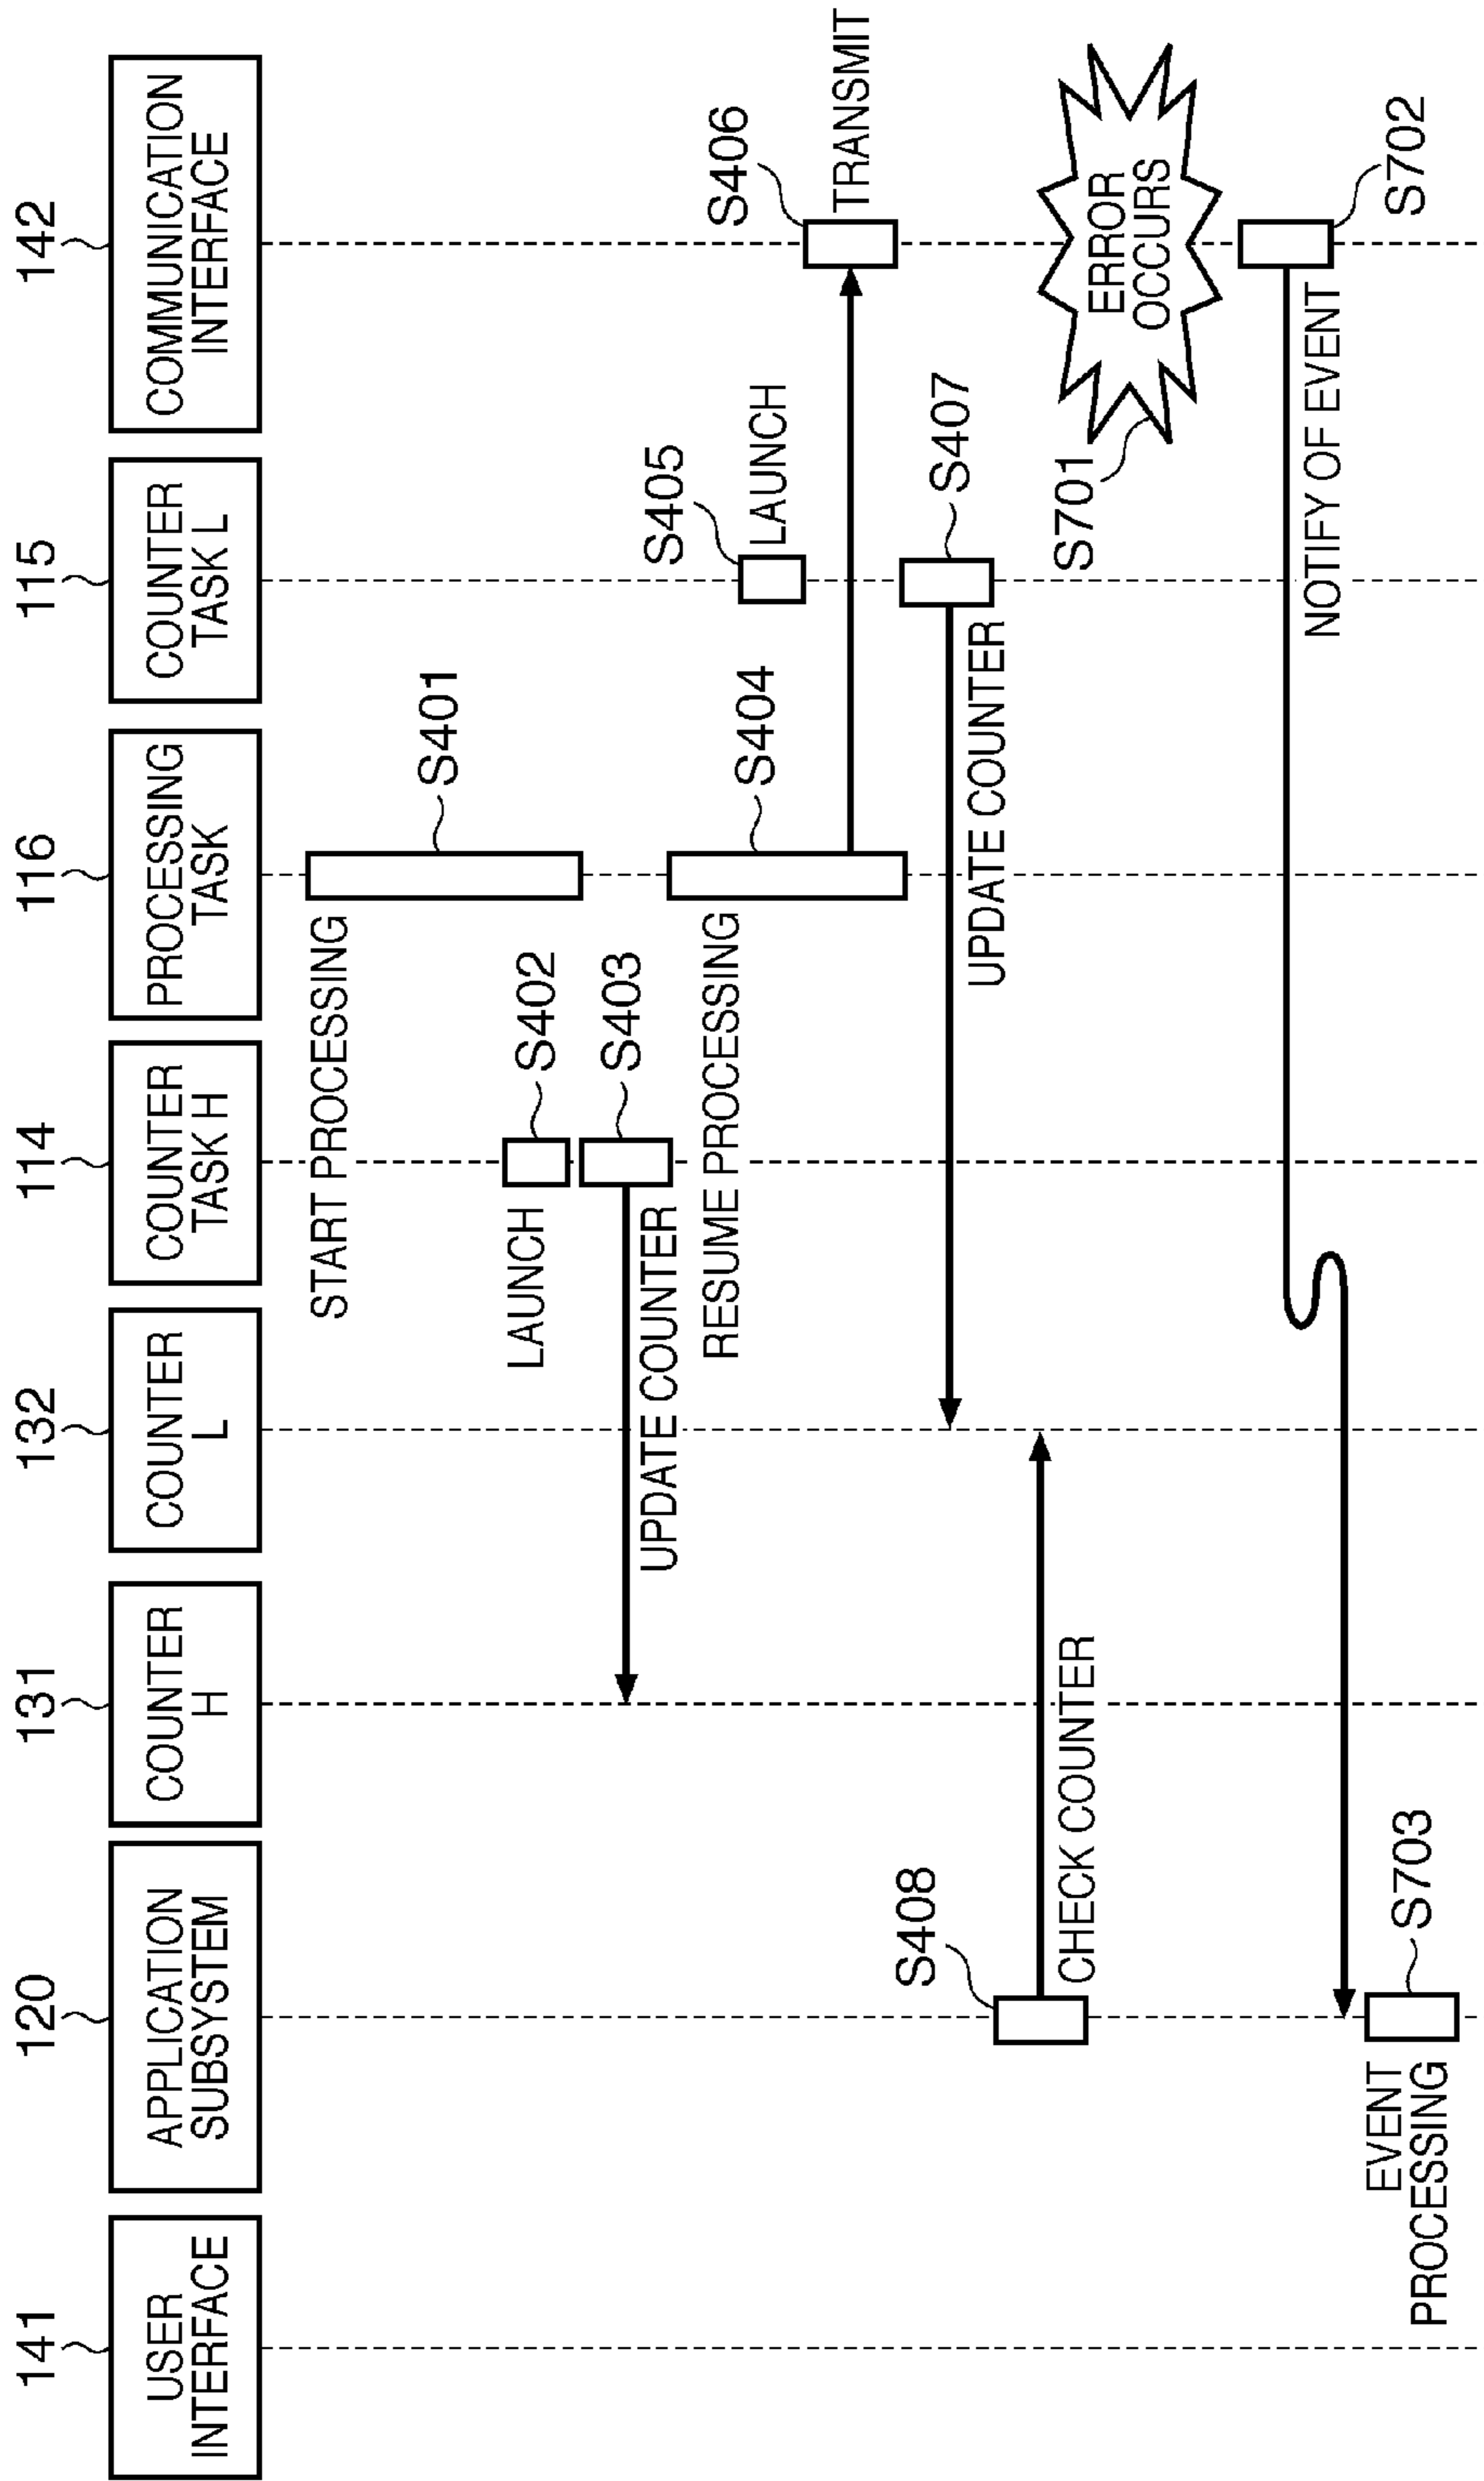 141
USER
INTERFACE
120
APPLICATION
SUBSYSTEM
131
COUNTER
H
132
COUNTER
L
114
COUNTER
TASK H
116
PROCESSING
TASK
115
COUNTER
TASK L
142
COMMUNICATION
INTERFACE
START PROCESSING
S401
LAUNCH
S402
S403
UPDATE COUNTER
RESUME PROCESSING
S404
S405
LAUNCH
S406
TRANSMIT
S407
UPDATE COUNTER
S408
CHECK COUNTER
S701
ERROR
OCCURS
S702
NOTIFY OF EVENT
EVENT
PROCESSING
S703